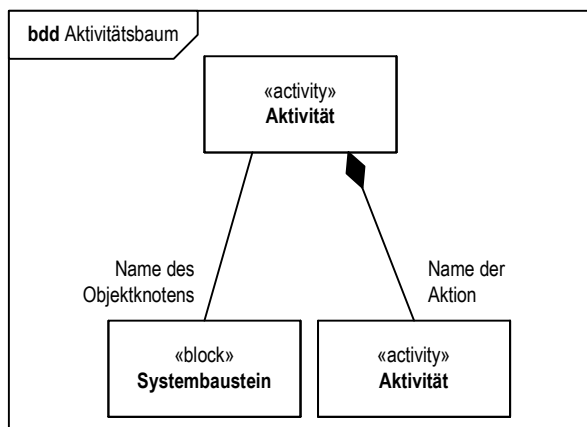 bdd Aktivitätsbaum
«activity»
Aktivität
Name des
Objektknotens
Name der
Aktion
«block»
Systembaustein
«activity»
Aktivität